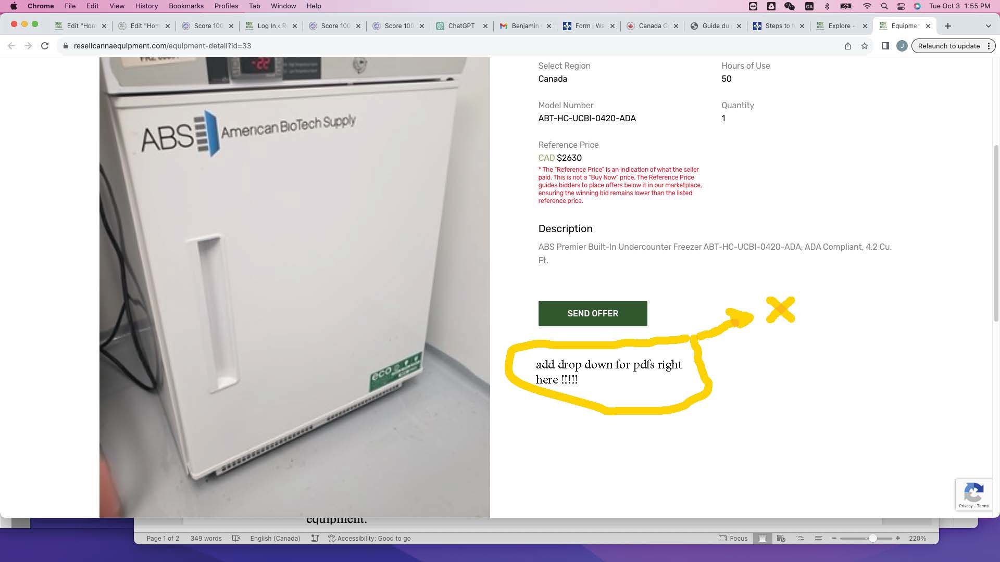 Chrome File Edit View History Bookmarks Profiles Tab Window Help
CA
Tue Oct 3 1:55 PM
Edit "Hom
Edit "Hom
Score 100
Log In ‹ R
Score 100
Score 100
ChatGPT
Benjamin
Form | Wa
Canada G
Guide du
Steps to
Explore -
Equipmen
resellcannaequipment.com/equipment-detail?id=33
J
Relaunch to update
-22
ABS American BioTech Supply
eco
Select Region
Canada
Hours of Use
50
Model Number
ABT-HC-UCBI-0420-ADA
Quantity
1
Reference Price
CAD $2630
* The "Reference Price" is an indication of what the seller
paid. This is not a "Buy Now" price. The Reference Price
guides bidders to place offers below it in our marketplace,
ensuring the winning bid remains lower than the listed
reference price.
Description
ABS Premier Built-In Undercounter Freezer ABT-HC-UCBI-0420-ADA, ADA Compliant, 4.2 Cu.
Ft.
SEND OFFER
add drop down for pdfs right
here !!!!!
Privacy - Terms
equipment.
Page 1 of 2 349 words English (Canada) Accessibility: Good to go Focus 220%